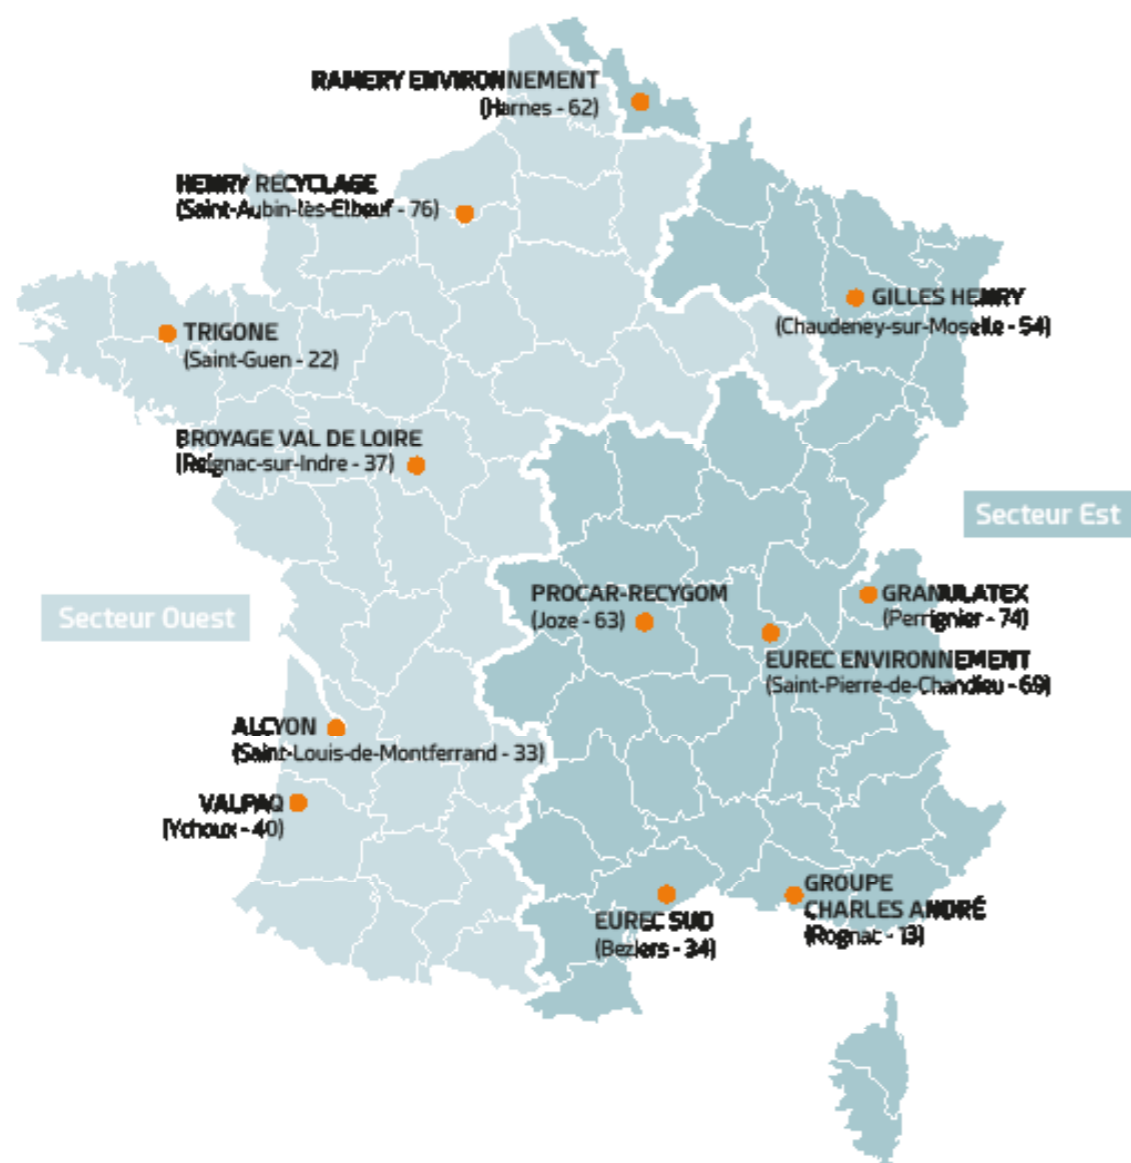 RAMERY ENVIRONNEMENT
(Harnes - 62)
HENRY RECYCLAGE
(Saint-Aubin-lès-Elbeuf - 76)
GILLES HENRY
(Chaudeney-sur-Moselle - 54)
TRIGONE
(Saint-Guen - 22)
BROYAGE VAL DE LOIRE
(Reignac-sur-Indre - 37)
Secteur Est
Secteur Ouest
PROCAR-RECYGOM
(Joze - 63)
GRANULATEX
(Perrignier - 74)
EUREC ENVIRONNEMENT
(Saint-Pierre-de-Chandieu - 69)
ALCYON
(Saint-Louis-de-Montferrand - 33)
VALPAQ
(Ychoux - 40)
GROUPE
CHARLES ANDRÉ
(Rognac - 13)
EUREC SUD
(Beziers - 34)